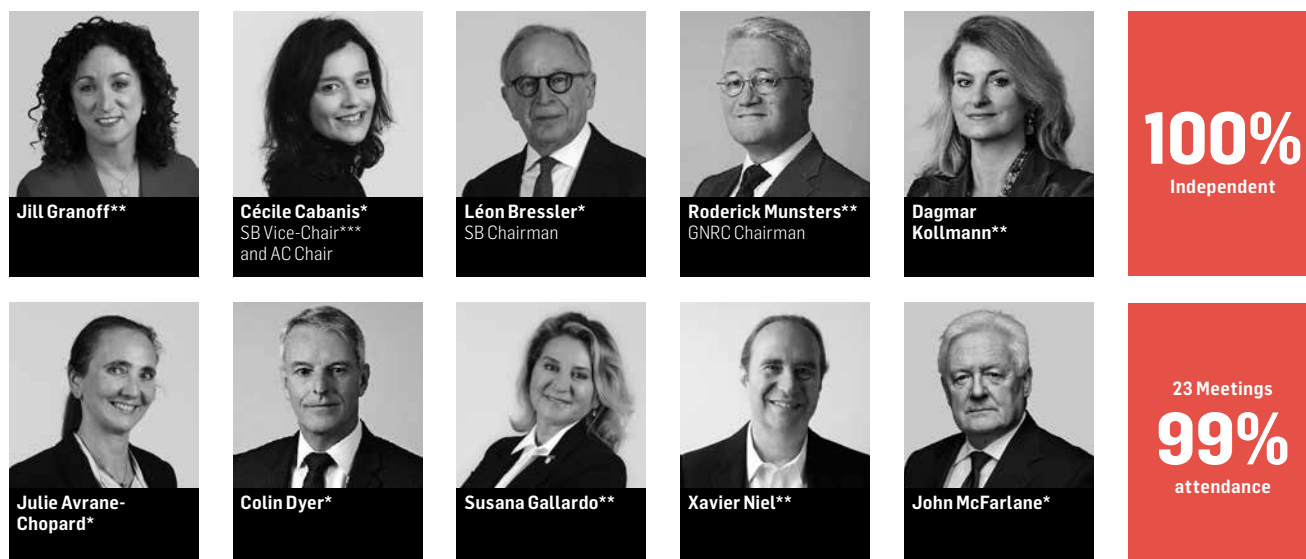 Jill Granoff**
Cécile Cabanis*
SB Vice-Chair***
and AC Chair
Léon Bressler*
SB Chairman
Roderick Munsters**
GNRC Chairman
Dagmar
Kollmann**
100%
Independent
Julie Avrane-
Chopard*
Colin Dyer*
Susana Gallardo**
Xavier Niel**
John McFarlane*
23 Meetings
99%
attendance